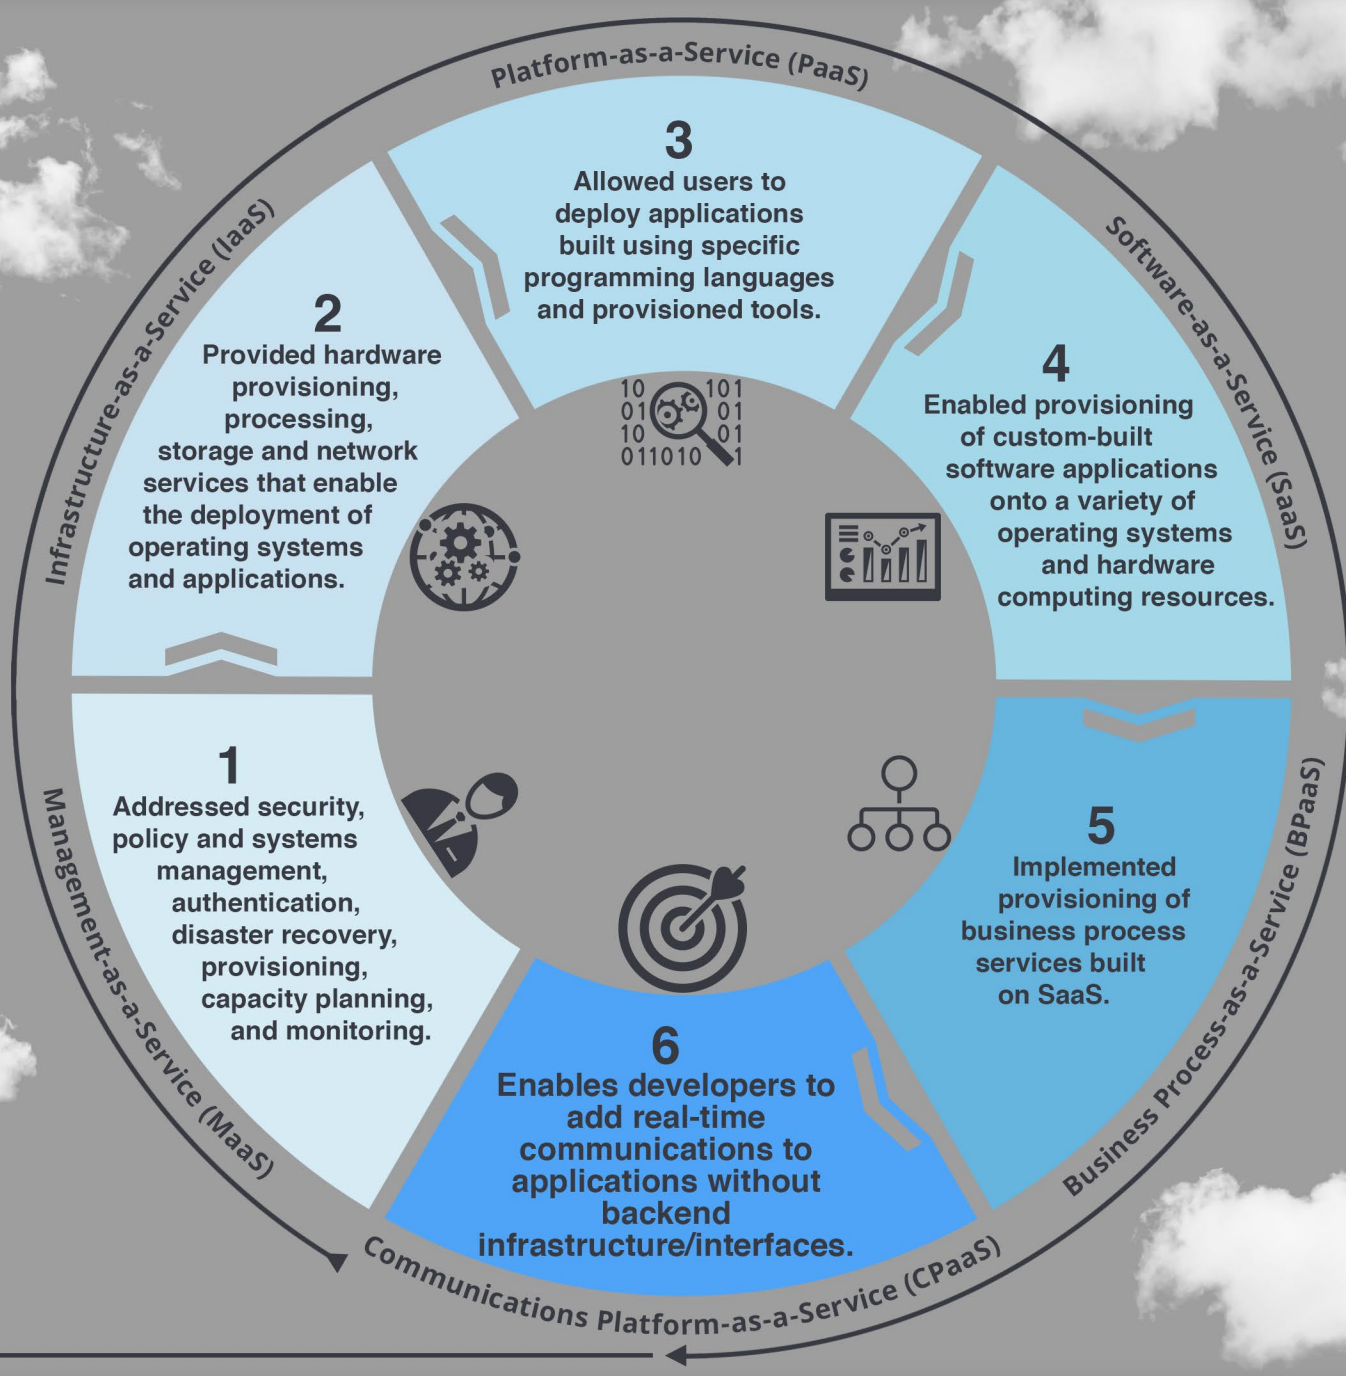 Platform-as-a-Service (PaaS)
3
Allowed users to
deploy applications
built using specific
programming languages
and provisioned tools.
Infrastructure-as-a-Service (IaaS)
2
Provided hardware
provisioning,
processing,
storage and network
services that enable
the deployment of
operating systems
and applications.
Software-as-a-Service (SaaS)
4
Enabled provisioning
of custom-built
software applications
onto a variety of
operating systems
and hardware
computing resources.
10 101
01 01
10 01
011010 1
Management-as-a-Service (MaaS)
1
Addressed security,
policy and systems
management,
authentication,
disaster recovery,
provisioning,
capacity planning,
and monitoring.
Business Process-as-a-Service (BPaaS)
5
Implemented
provisioning of
business process
services built
on SaaS.
6
Enables developers to
add real-time
communications to
applications without
backend
infrastructure/interfaces.
Communications Platform-as-a-Service (CPaaS)